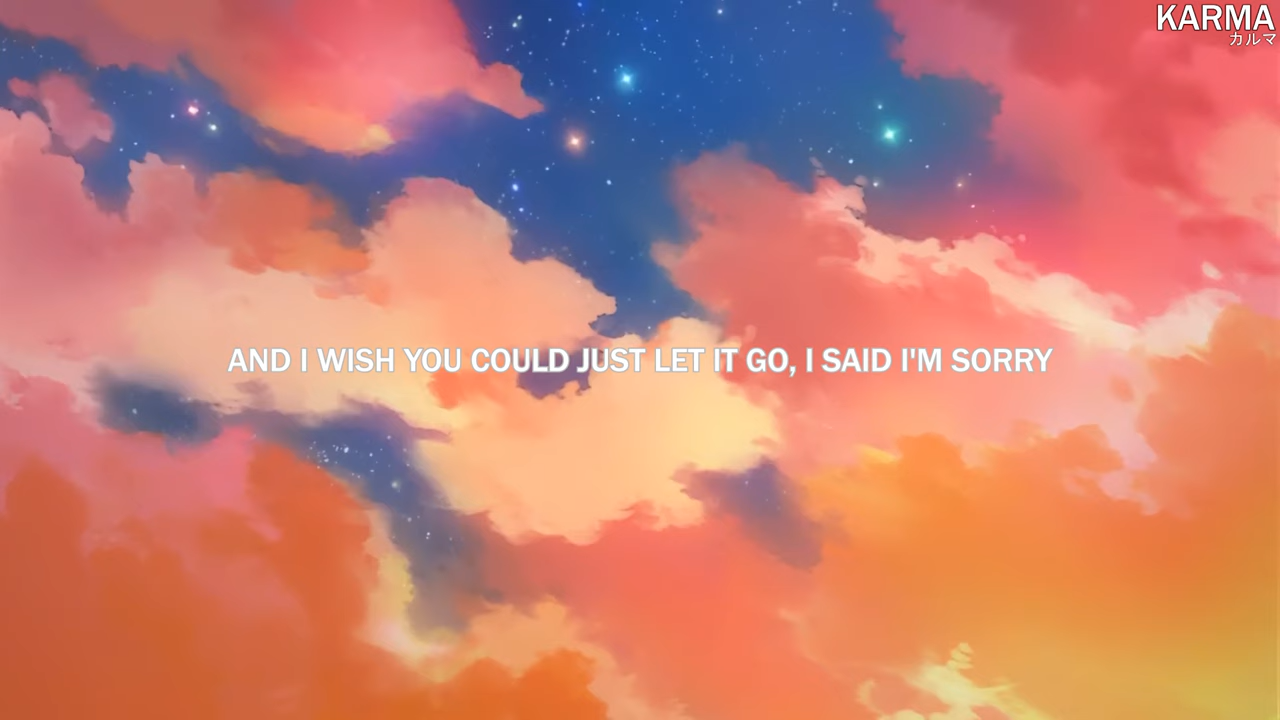 KARMA
カルマ
AND I WISH YOU COULD JUST LET IT GO, I SAID I'M SORRY